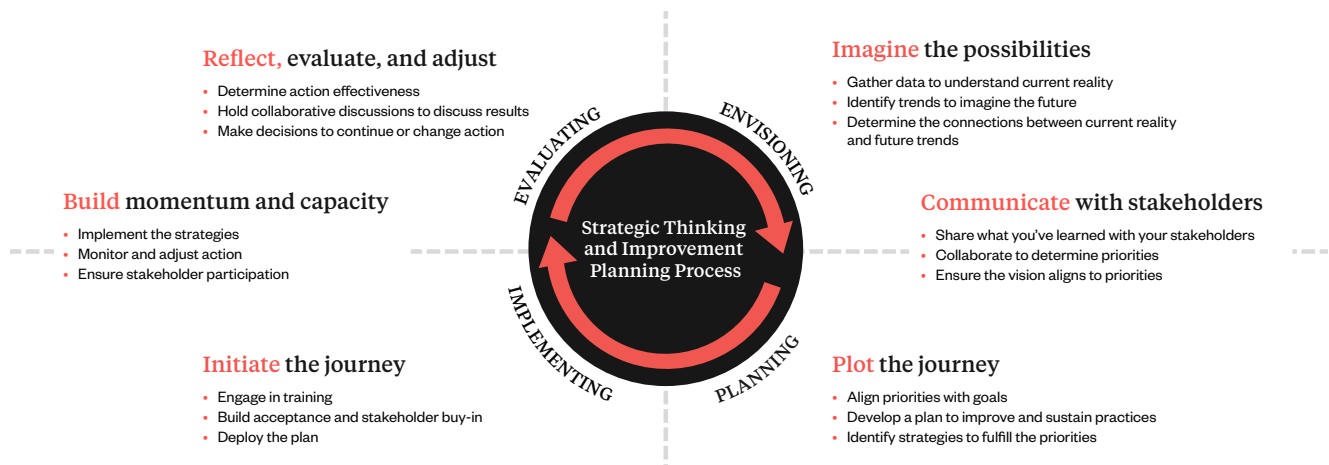 Reflect, evaluate, and adjust
• Determine action effectiveness
• Hold collaborative discussions to discuss results
• Make decisions to continue or change action
Imagine the possibilities
• Gather data to understand current reality
• Identify trends to imagine the future
• Determine the connections between current reality
and future trends
EVALUATING
ENVISIONING
Build momentum and capacity
• Implement the strategies
• Monitor and adjust action
• Ensure stakeholder participation
Strategic Thinking
and Improvement
Planning Process
Communicate with stakeholders
• Share what you’ve learned with your stakeholders
• Collaborate to determine priorities
• Ensure the vision aligns to priorities
IMPLEMENTING
PLANNING
Initiate the journey
• Engage in training
• Build acceptance and stakeholder buy-in
• Deploy the plan
Plot the journey
• Align priorities with goals
• Develop a plan to improve and sustain practices
• Identify strategies to fulfill the priorities